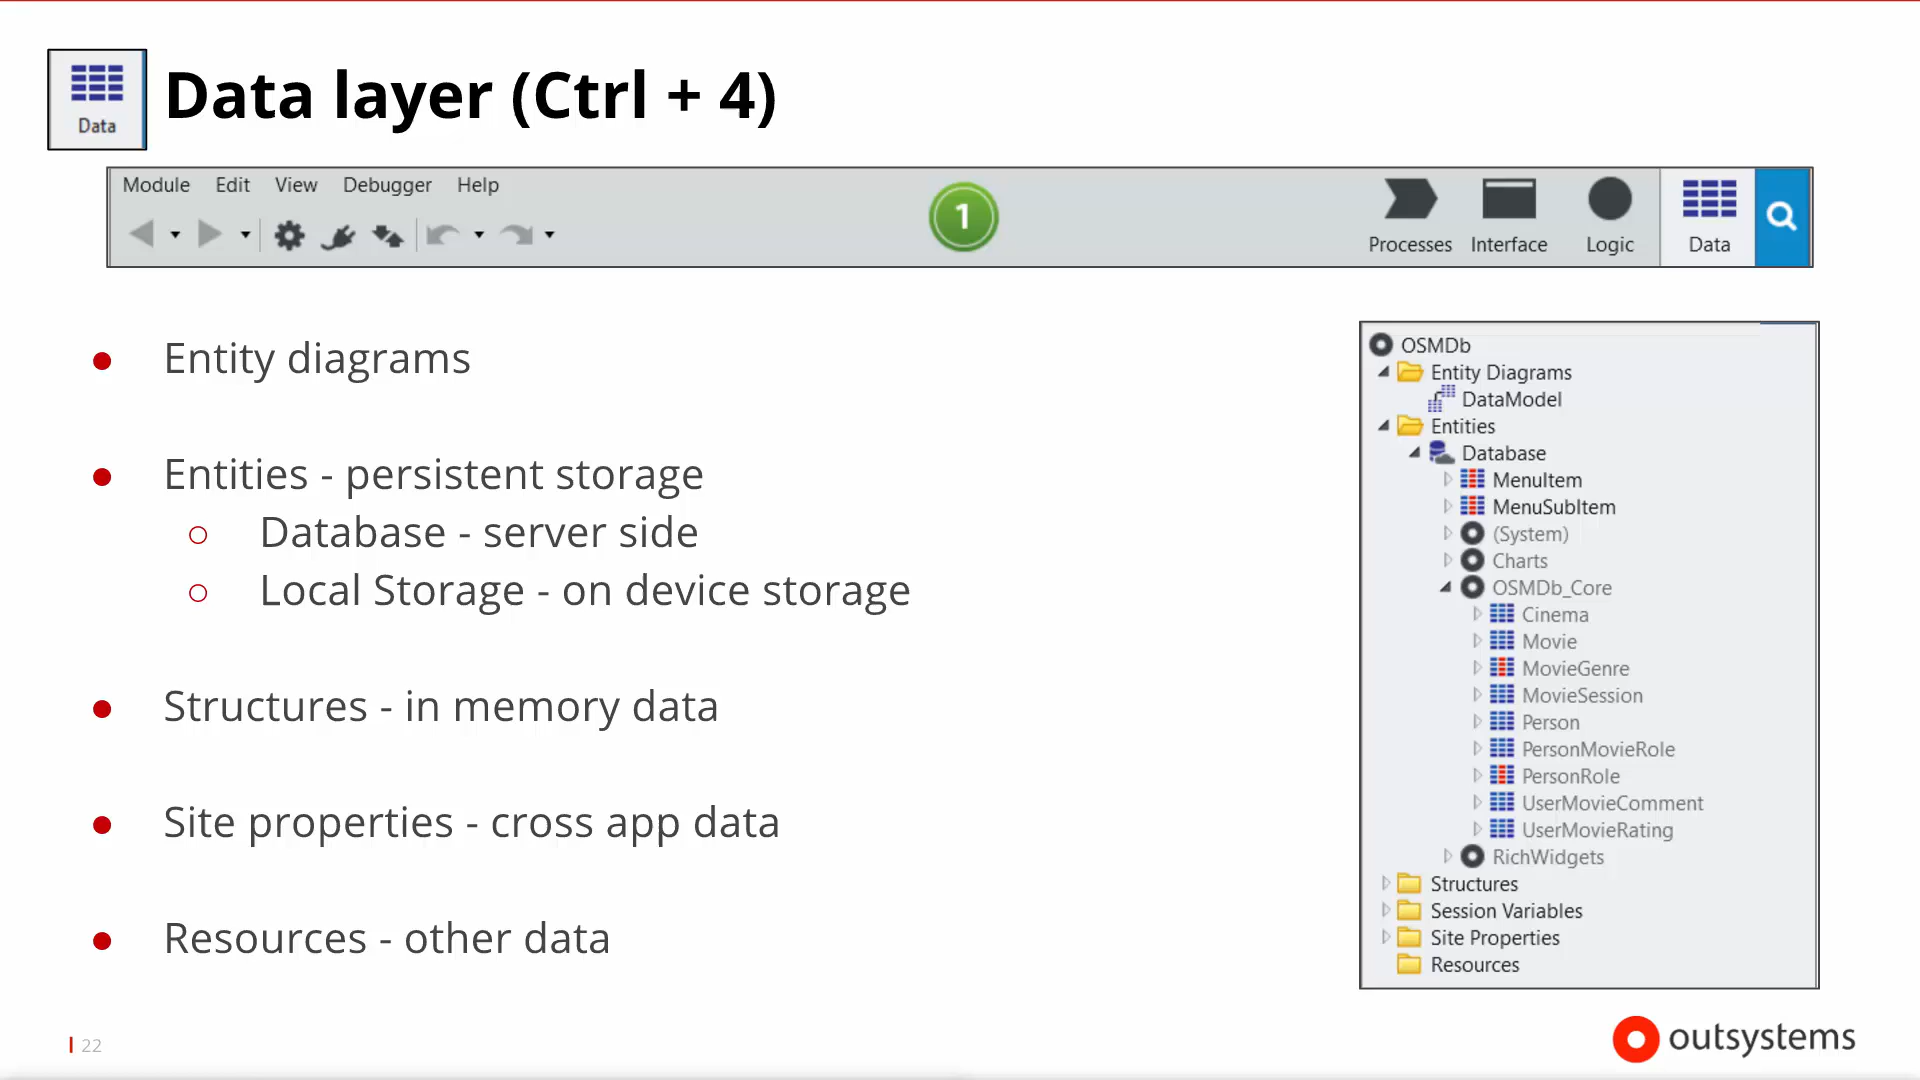 Data
Data layer (Ctrl + 4)
Module Edit View Debugger Help
1
Processes Interface Logic Data
● Entity diagrams
● Entities - persistent storage
○ Database - server side
○ Local Storage - on device storage
● Structures - in memory data
● Site properties - cross app data
● Resources - other data
OSMDb
Entity Diagrams
DataModel
Entities
Database
MenuItem
MenuSubItem
(System)
Charts
OSMDb_Core
Cinema
Movie
MovieGenre
MovieSession
Person
PersonMovieRole
PersonRole
UserMovieComment
UserMovieRating
RichWidgets
Structures
Session Variables
Site Properties
Resources
22
outsystems